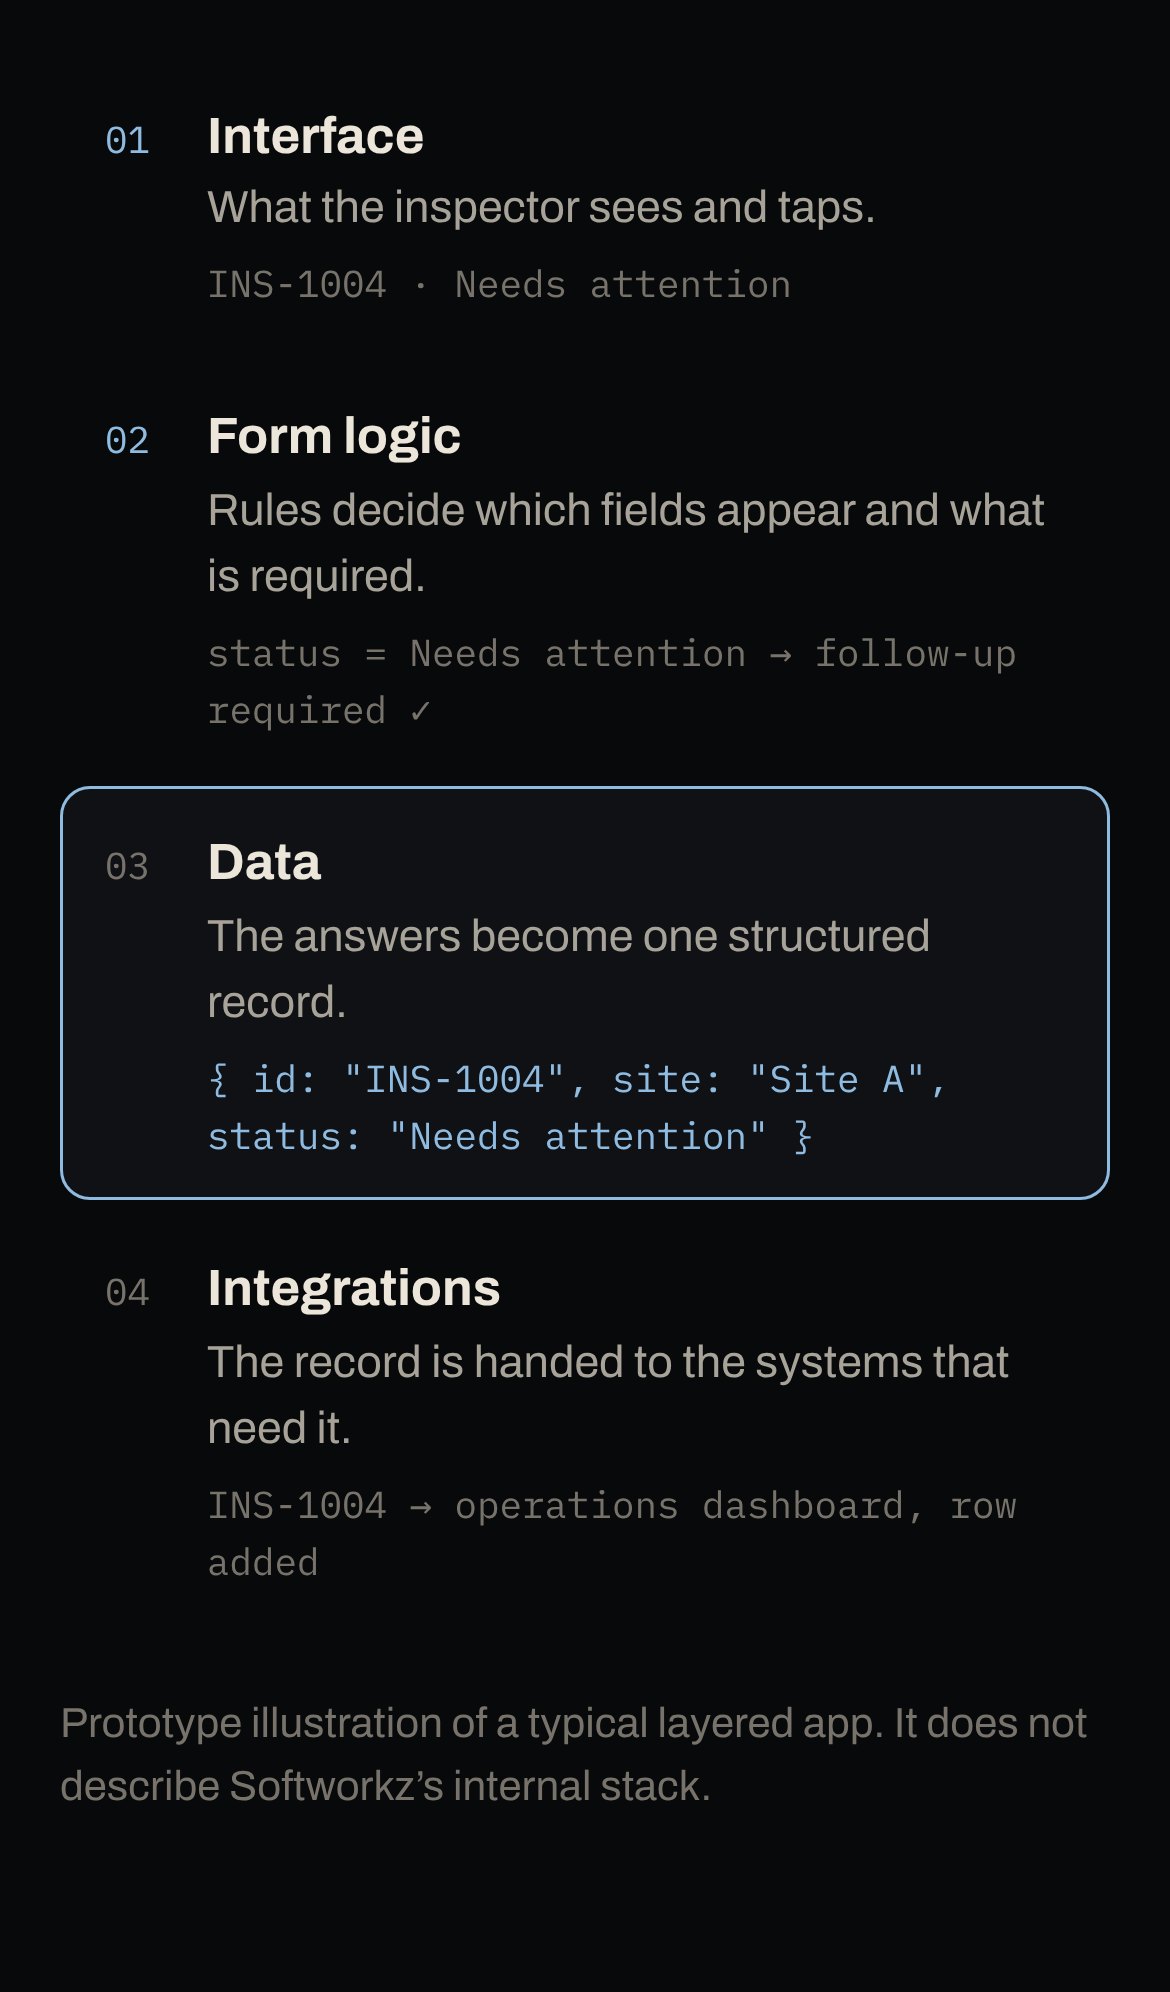 01 Interface
What the inspector sees and taps.
INS-1004 · Needs attention
02 Form logic
Rules decide which fields appear and what
is required.
status = Needs attention → follow-up
required ✓
03 Data
The answers become one structured
record.
{ id: "INS-1004", site: "Site A",
status: "Needs attention" }
04 Integrations
The record is handed to the systems that
need it.
INS-1004 → operations dashboard, row
added
Prototype illustration of a typical layered app. It does not
describe Softworkz’s internal stack.